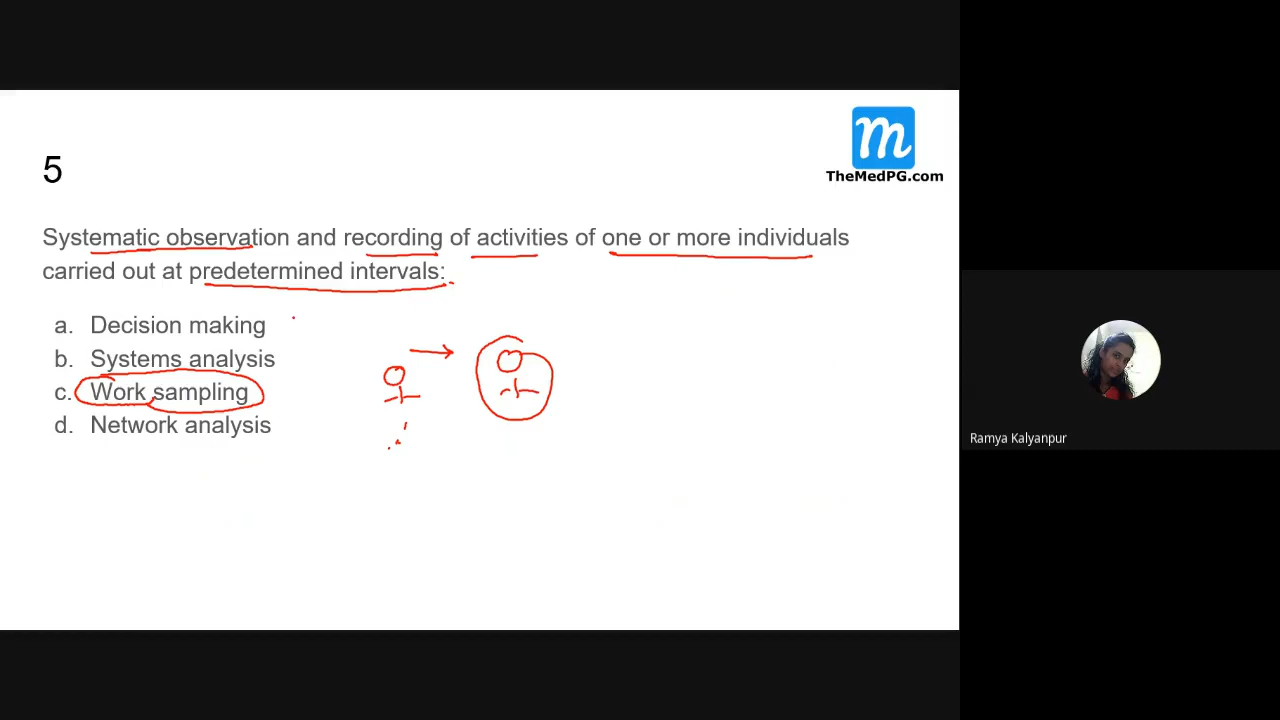 m
TheMedPG.com
5
Systematic observation and recording of activities of one or more individuals
carried out at predetermined intervals:
a. Decision making
b. Systems analysis
c. Work sampling
d. Network analysis
Ramya Kalyanpur